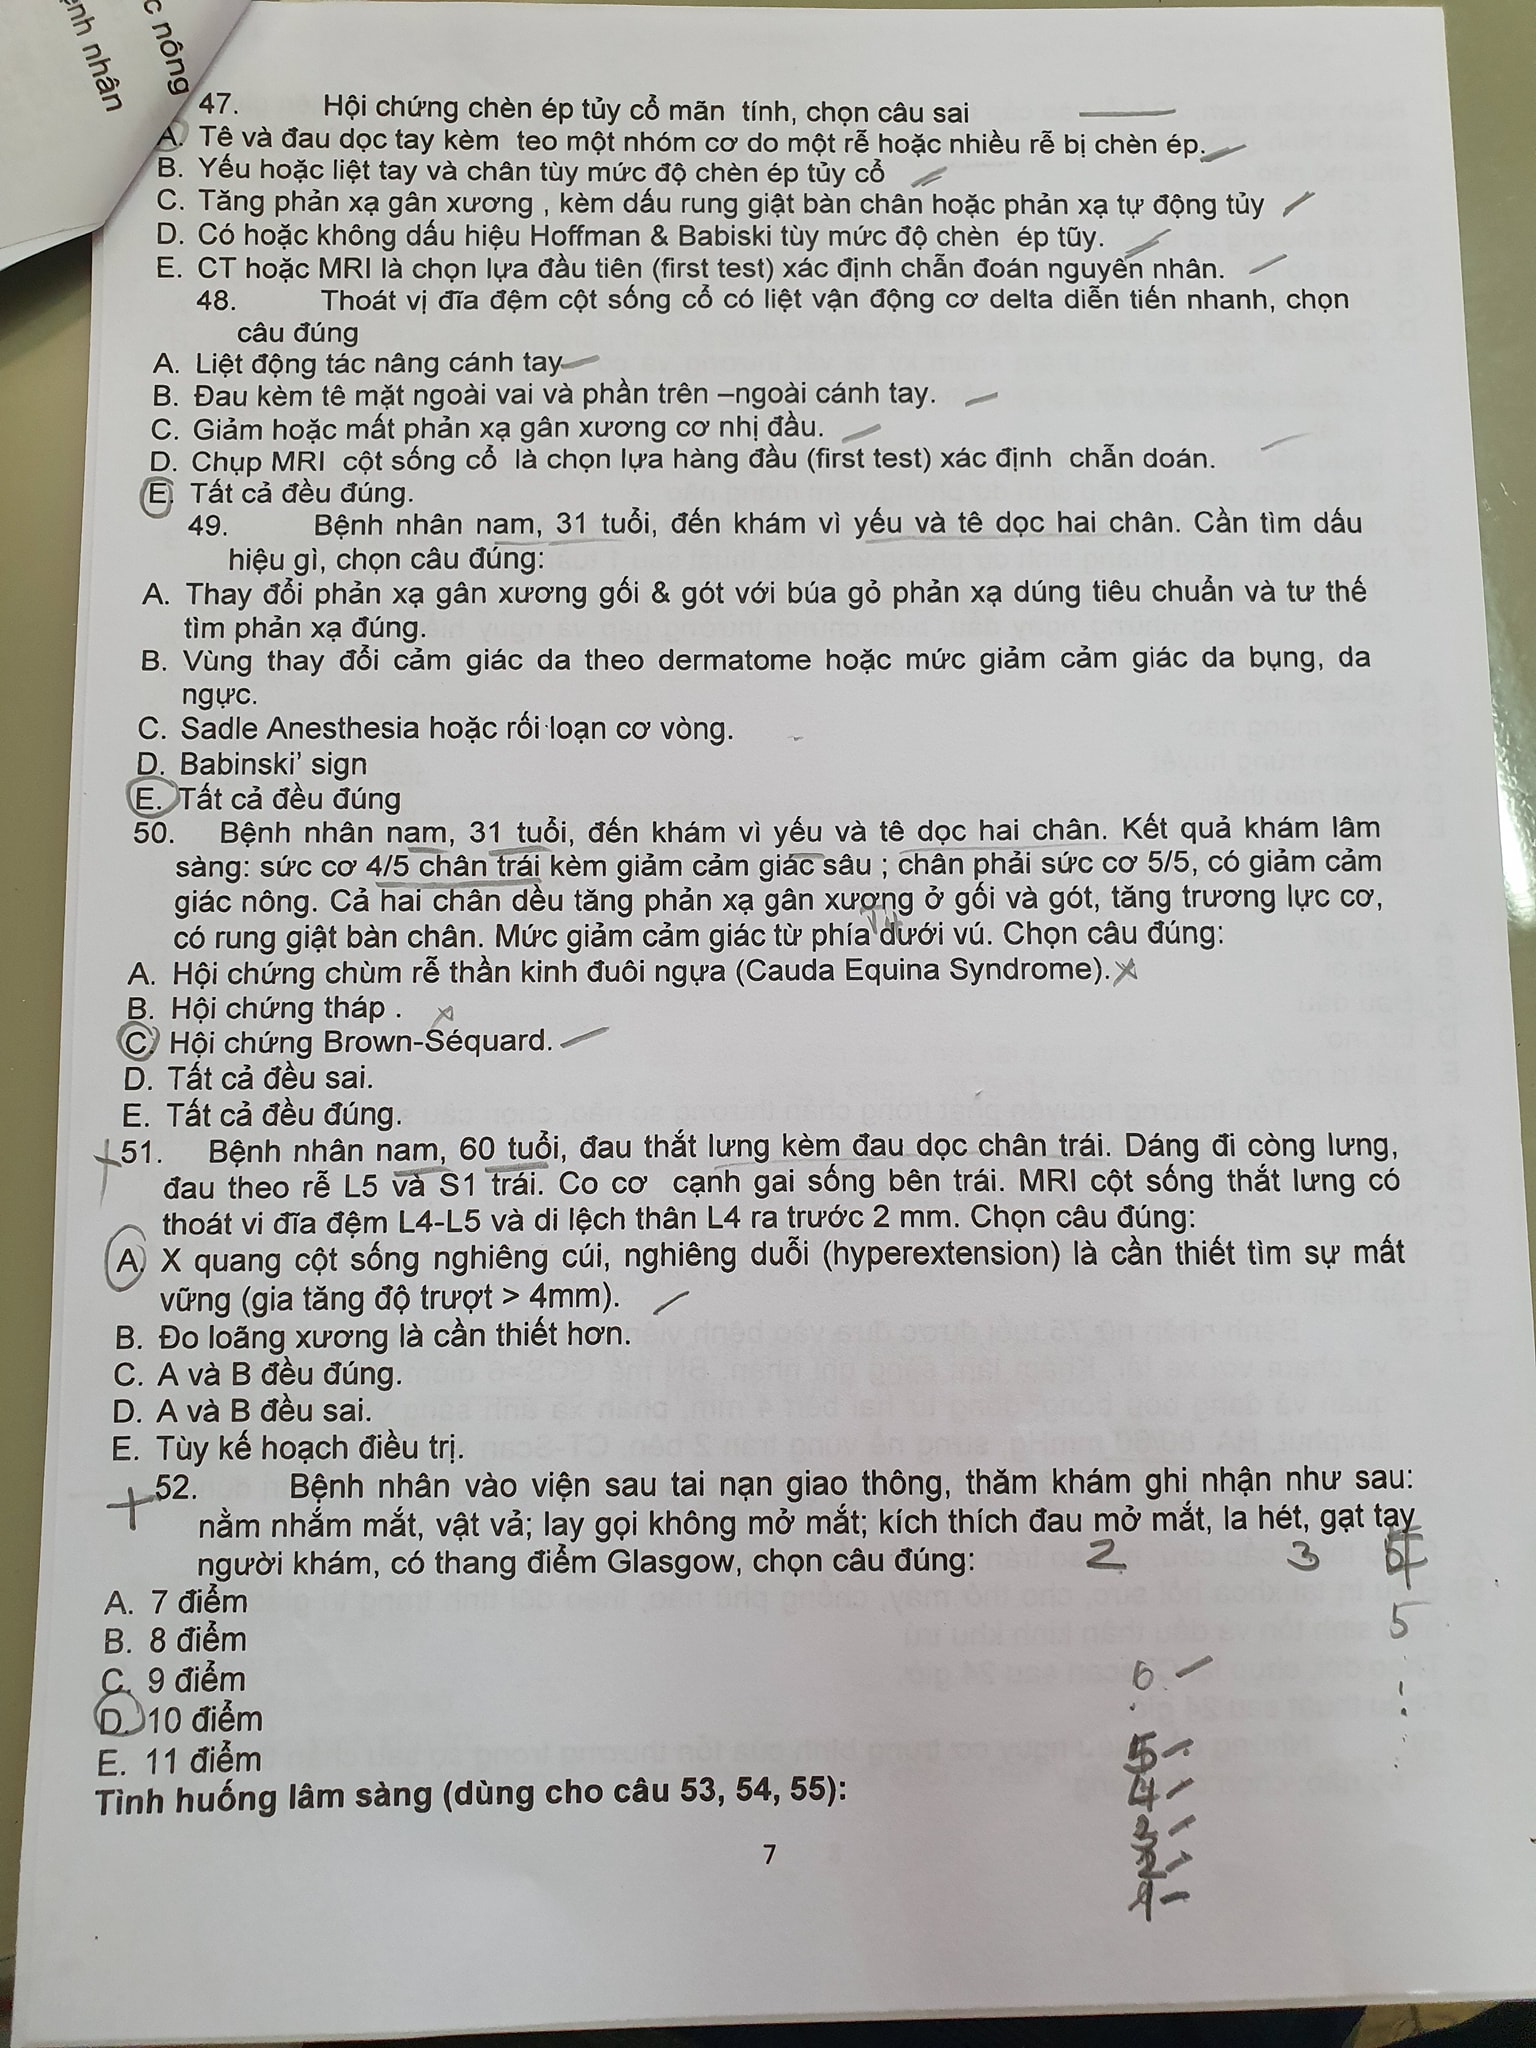 c nông
ệnh nhân
47. Hội chứng chèn ép tủy cổ mãn tính, chọn câu sai
A. Tê và đau dọc tay kèm teo một nhóm cơ do một rễ hoặc nhiều rễ bị chèn ép.
B. Yếu hoặc liệt tay và chân tùy mức độ chèn ép tủy cổ
C. Tăng phản xạ gân xương , kèm dấu rung giật bàn chân hoặc phản xạ tự động tủy
D. Có hoặc không dấu hiệu Hoffman & Babiski tùy mức độ chèn ép tũy.
E. CT hoặc MRI là chọn lựa đầu tiên (first test) xác định chẵn đoán nguyên nhân.
48. Thoát vị đĩa đệm cột sống cổ có liệt vận động cơ delta diễn tiến nhanh, chọn
câu đúng
A. Liệt động tác nâng cánh tay
B. Đau kèm tê mặt ngoài vai và phần trên –ngoài cánh tay.
C. Giảm hoặc mất phản xạ gân xương cơ nhị đầu.
D. Chụp MRI cột sống cổ là chọn lựa hàng đầu (first test) xác định chẵn doán.
E. Tất cả đều đúng.
49. Bệnh nhân nam, 31 tuổi, đến khám vì yếu và tê dọc hai chân. Cần tìm dấu
hiệu gì, chọn câu đúng:
A. Thay đổi phản xạ gân xương gối & gót với búa gỏ phản xạ dúng tiêu chuẩn và tư thế
tìm phản xạ đúng.
B. Vùng thay đổi cảm giác da theo dermatome hoặc mức giảm cảm giác da bụng, da
ngực.
C. Sadle Anesthesia hoặc rối loạn cơ vòng.
D. Babinski’ sign
E. Tất cả đều đúng
50. Bệnh nhân nam, 31 tuổi, đến khám vì yếu và tê dọc hai chân. Kết quả khám lâm
sàng: sức cơ 4/5 chân trái kèm giảm cảm giác sâu ; chân phải sức cơ 5/5, có giảm cảm
giác nông. Cả hai chân dều tăng phản xạ gân xương ở gối và gót, tăng trương lực cơ,
T4
có rung giật bàn chân. Mức giảm cảm giác từ phía dưới vú. Chọn câu đúng:
A. Hội chứng chùm rễ thần kinh đuôi ngựa (Cauda Equina Syndrome).
B. Hội chứng tháp .
C. Hội chứng Brown-Séquard.
D. Tất cả đều sai.
E. Tất cả đều đúng.
51. Bệnh nhân nam, 60 tuổi, đau thắt lưng kèm đau dọc chân trái. Dáng đi còng lưng,
đau theo rễ L5 và S1 trái. Co cơ cạnh gai sống bên trái. MRI cột sống thắt lưng có
thoát vi đĩa đệm L4-L5 và di lệch thân L4 ra trước 2 mm. Chọn câu đúng:
A. X quang cột sống nghiêng cúi, nghiêng duỗi (hyperextension) là cần thiết tìm sự mất
vững (gia tăng độ trượt > 4mm).
B. Đo loãng xương là cần thiết hơn.
C. A và B đều đúng.
D. A và B đều sai.
E. Tùy kế hoạch điều trị.
52. Bệnh nhân vào viện sau tai nạn giao thông, thăm khám ghi nhận như sau:
nằm nhắm mắt, vật vả; lay gọi không mở mắt; kích thích đau mở mắt, la hét, gạt tay
người khám, có thang điểm Glasgow, chọn câu đúng:
2 3
A. 7 điểm
B. 8 điểm
5
C. 9 điểm
6
D. 10 điểm
E. 11 điểm
5
Tình huống lâm sàng (dùng cho câu 53, 54, 55):
4
3
7
2
1